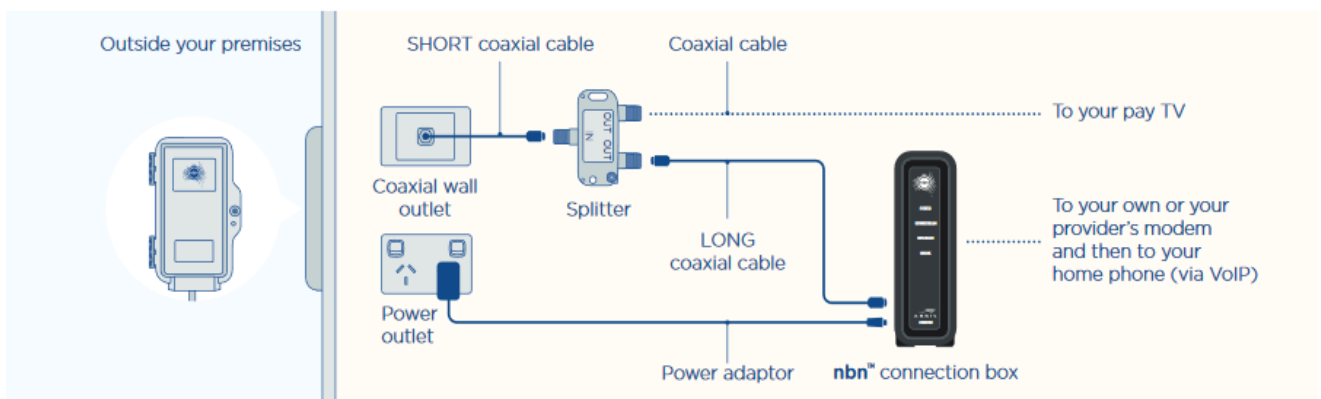 Outside your premises
SHORT coaxial cable
Coaxial cable
OUT OUT
IN
To your pay TV
Coaxial wall
outlet
Splitter
LONG
coaxial cable
To your own or your
provider's modem
and then to your
home phone (via VoIP)
Power
outlet
ARRIS
Power adaptor
nbn™ connection box